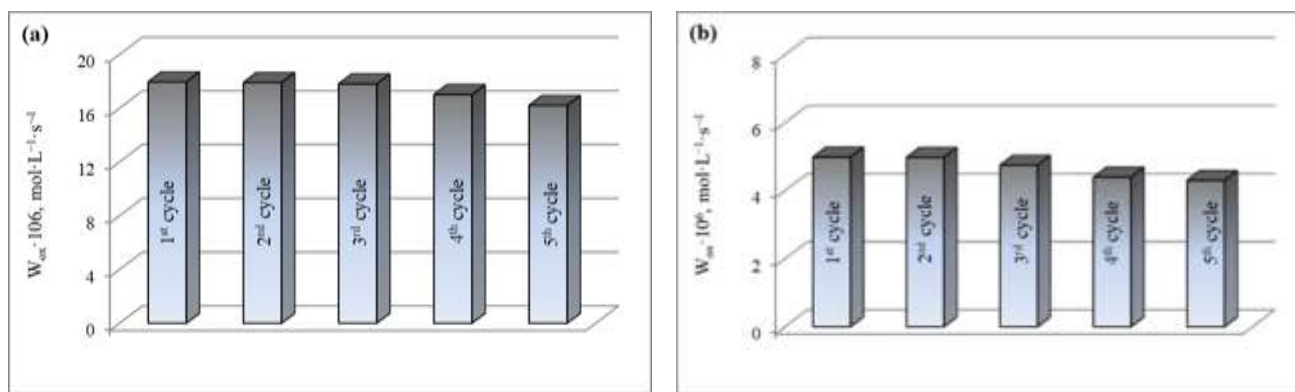 (a)
W_ox·106, mol·L⁻¹·s⁻¹
20
16
12
8
4
0
1st cycle
2nd cycle
3rd cycle
4th cycle
5th cycle
(b)
W_ox·10⁶, mol·L⁻¹·s⁻¹
8
6
4
2
0
1st cycle
2nd cycle
3rd cycle
4th cycle
5th cycle